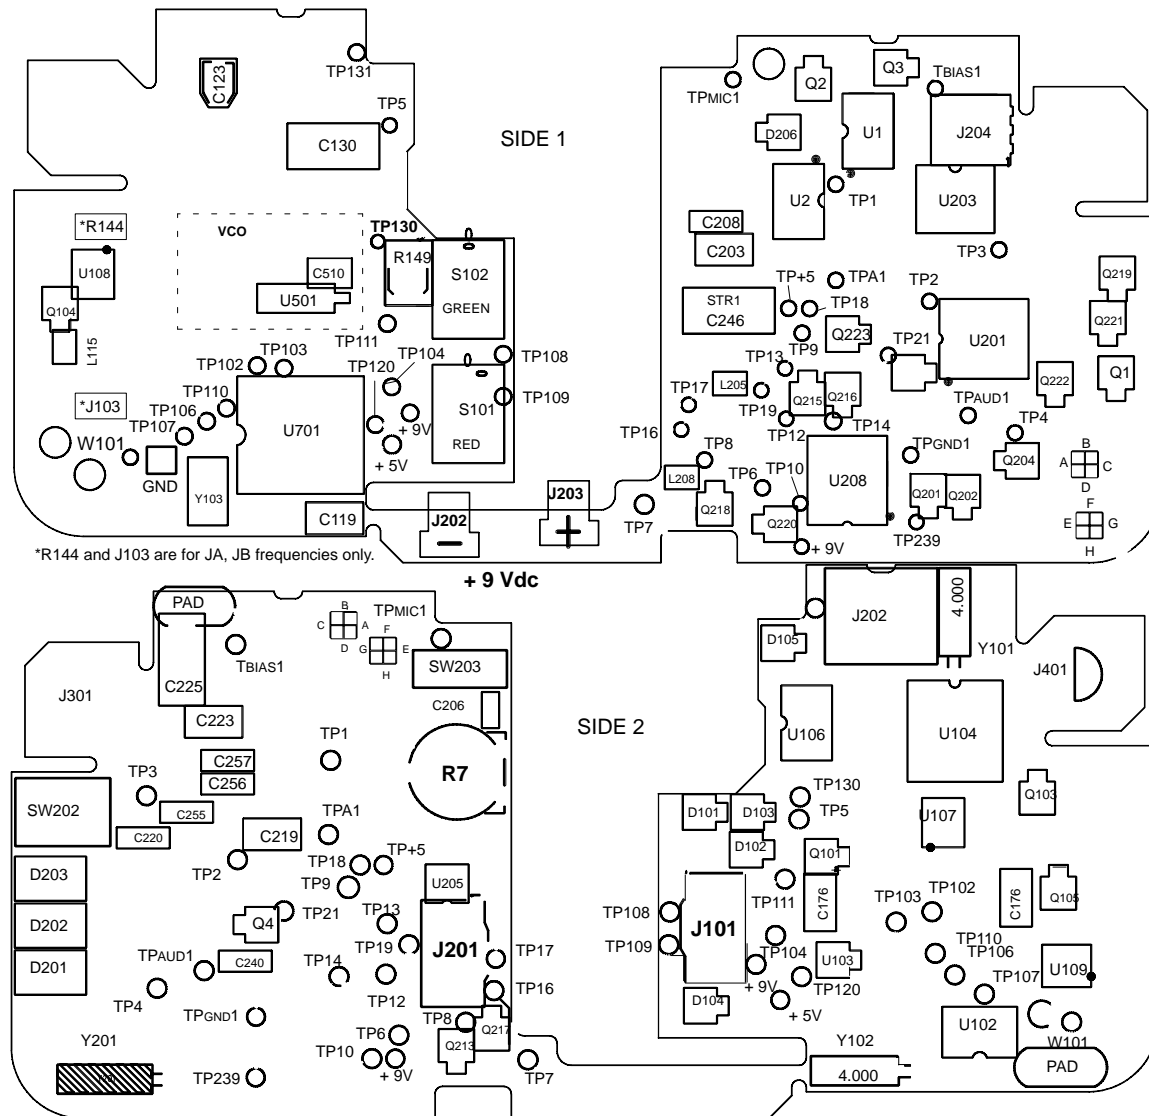 TP131
C123
TP5
C130
SIDE 1
*R144
VCO
U108
Q104
L115
C510
U501
TP130
R149
S102
GREEN
TP111
TP102
TP103
TP120
TP104
TP108
TP109
*J103
TP110
TP106
TP107
W101
GND
U701
+ 9V
+ 5V
S101
RED
Y103
C119
J202
J203
TP7
*R144 and J103 are for JA, JB frequencies only.
+ 9 Vdc
TPMIC1
Q2
Q3
TBIAS1
D206
U1
J204
U2
TP1
U203
C208
C203
TP3
TP+5
TPA1
TP2
Q219
STR1
C246
TP18
TP9
Q223
TP21
U201
Q221
TP13
L205
Q215
Q216
Q222
Q1
TP17
TP19
TP12
TP14
TPAUD1
TP4
TP16
TP8
TPGND1
Q204
B
A
C
D
L208
TP6
TP10
U208
Q201
Q202
Q218
Q220
F
E
G
H
TP239
+ 9V
PAD
B
C
A
D
F
G
E
H
TPMIC1
TBIAS1
SW203
J301
C225
C223
C206
SIDE 2
TP1
C257
C256
R7
TP3
SW202
C255
C220
C219
TPA1
TP2
TP18
TP+5
TP9
U205
D203
D202
D201
Q4
TP21
TP13
TP19
J201
TP17
TPAUD1
C240
TP14
TP12
TP16
TP4
TPGND1
TP8
Q217
TP6
Q213
TP10
+ 9V
TP7
Y201
TP239
J202
4.000
D105
Y101
J401
U106
U104
TP130
TP5
D101
D103
D102
Q101
U107
Q103
TP108
TP109
J101
TP111
C176
TP103
TP102
C176
Q105
TP104
U103
TP110
TP106
TP107
U109
+ 9V
TP120
D104
+ 5V
U102
W101
Y102
4.000
PAD